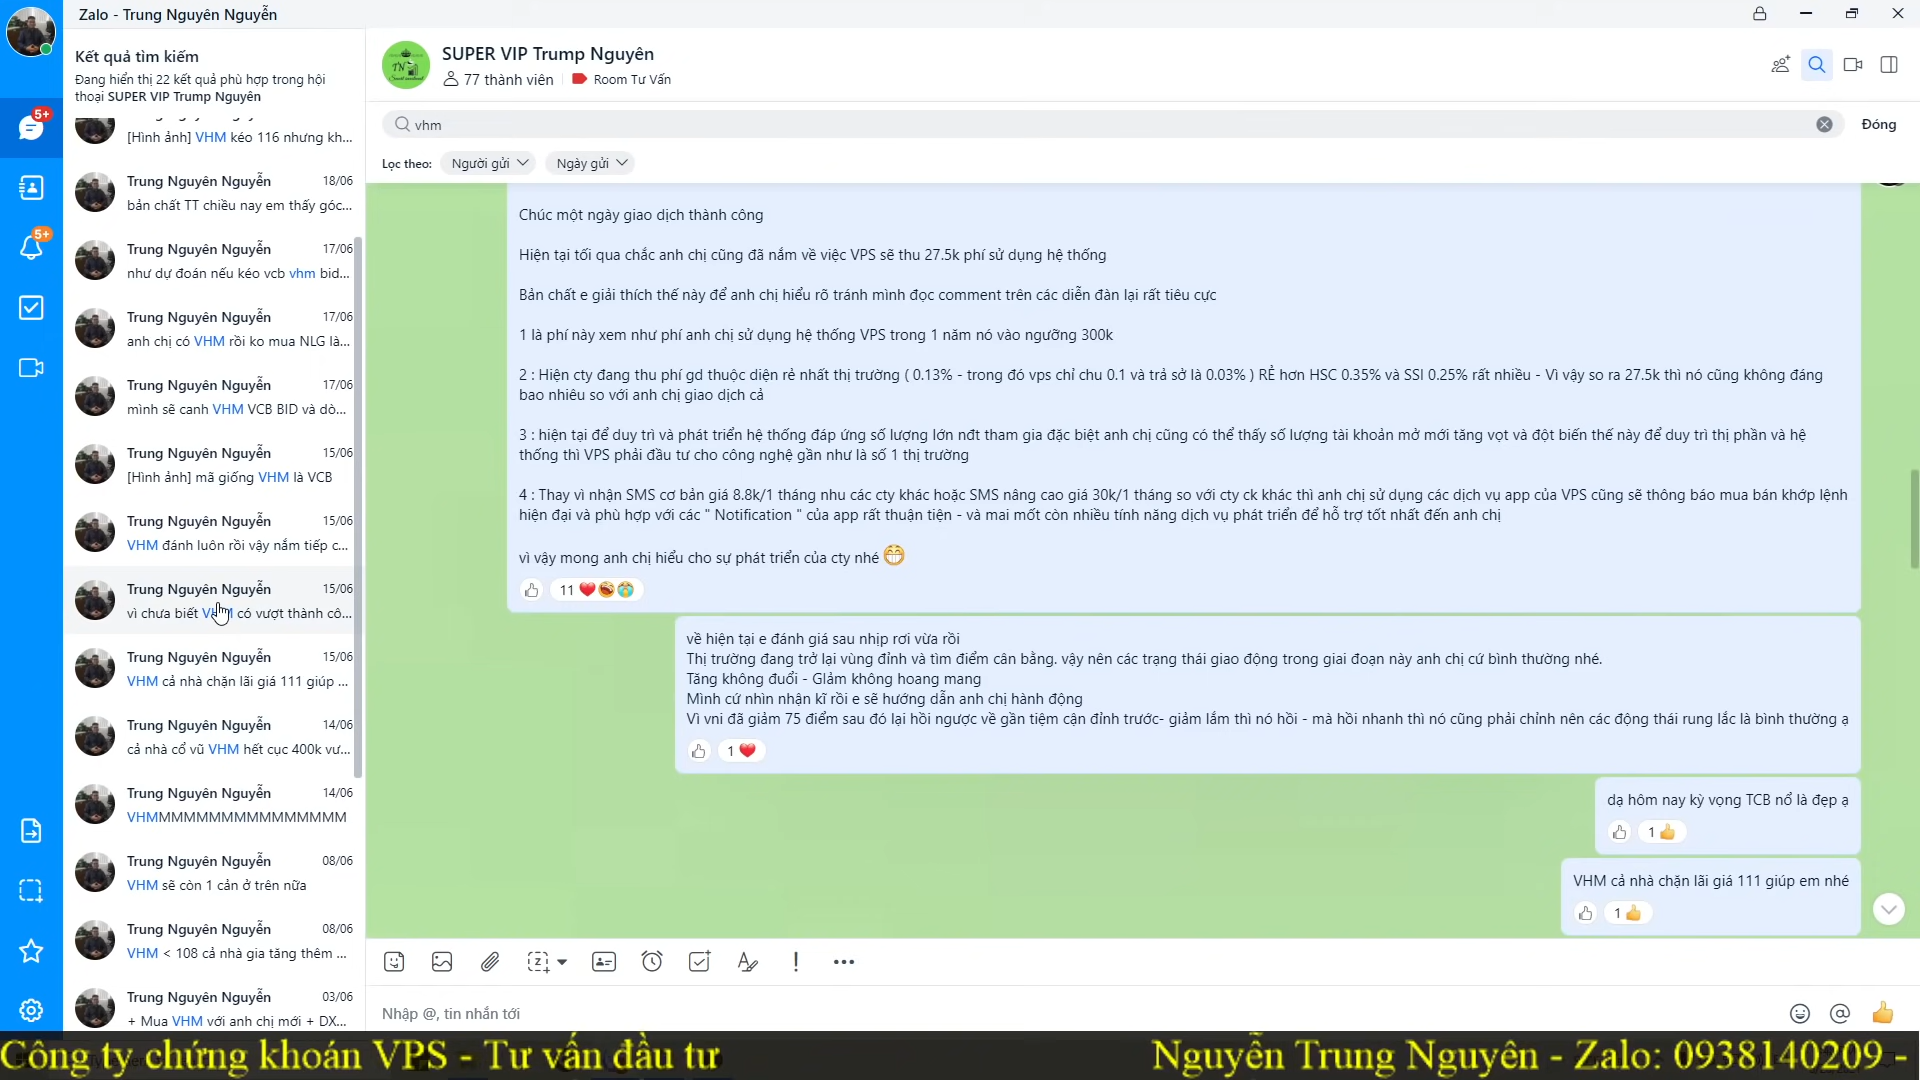 Zalo - Trung Nguyên Nguyễn
Kết quả tìm kiếm
Đang hiển thị 22 kết quả phù hợp trong hội
thoại SUPER VIP Trump Nguyên
5+
5+
[Hình ảnh] VHM kéo 116 nhưng kh...
Trung Nguyên Nguyễn 18/06
bản chất TT chiều nay em thấy góc...
Trung Nguyên Nguyễn 17/06
như dự đoán nếu kéo vcb vhm bid...
Trung Nguyên Nguyễn 17/06
anh chị có VHM rồi ko mua NLG là...
Trung Nguyên Nguyễn 17/06
mình sẽ canh VHM VCB BID và dò...
Trung Nguyên Nguyễn 15/06
[Hình ảnh] mã giống VHM là VCB
Trung Nguyên Nguyễn 15/06
VHM đánh luôn rồi vậy nắm tiếp c...
Trung Nguyên Nguyễn 15/06
vì chưa biết VHM có vượt thành cô...
Trung Nguyên Nguyễn 15/06
VHM cả nhà chặn lãi giá 111 giúp ...
Trung Nguyên Nguyễn 14/06
cả nhà cổ vũ VHM hết cục 400k vư...
Trung Nguyên Nguyễn 14/06
VHMMMMMMMMMMMMMMMM
Trung Nguyên Nguyễn 08/06
VHM sẽ còn 1 cản ở trên nữa
Trung Nguyên Nguyễn 08/06
VHM < 108 cả nhà gia tăng thêm ...
Trung Nguyên Nguyễn 03/06
+ Mua VHM với anh chị mới + DX...
SUPER VIP Trump Nguyên
77 thành viên Room Tư Vấn
vhm
Đóng
Lọc theo: Người gửi Ngày gửi
Chúc một ngày giao dịch thành công
Hiện tại tối qua chắc anh chị cũng đã nắm về việc VPS sẽ thu 27.5k phí sử dụng hệ thống
Bản chất e giải thích thế này để anh chị hiểu rõ tránh mình đọc comment trên các diễn đàn lại rất tiêu cực
1 là phí này xem như phí anh chị sử dụng hệ thống VPS trong 1 năm nó vào ngưỡng 300k
2 : Hiện cty đang thu phí gd thuộc diện rẻ nhất thị trường ( 0.13% - trong đó vps chỉ chu 0.1 và trả sở là 0.03% ) RẺ hơn HSC 0.35% và SSI 0.25% rất nhiều - Vì vậy so ra 27.5k thì nó cũng không đáng
bao nhiêu so với anh chị giao dịch cả
3 : hiện tại để duy trì và phát triển hệ thống đáp ứng số lượng lớn nđt tham gia đặc biệt anh chị cũng có thể thấy số lượng tài khoản mở mới tăng vọt và đột biến thế này để duy trì thị phần và hệ
thống thì VPS phải đầu tư cho công nghệ gần như là số 1 thị trường
4 : Thay vì nhận SMS cơ bản giá 8.8k/1 tháng nhu các cty khác hoặc SMS nâng cao giá 30k/1 tháng so với cty ck khác thì anh chị sử dụng các dịch vụ app của VPS cũng sẽ thông báo mua bán khớp lệnh
hiện đại và phù hợp với các " Notification " của app rất thuận tiện - và mai mốt còn nhiều tính năng dịch vụ phát triển để hỗ trợ tốt nhất đến anh chị
vì vậy mong anh chị hiểu cho sự phát triển của cty nhé
11
về hiện tại e đánh giá sau nhịp rơi vừa rồi
Thị trường đang trở lại vùng đỉnh và tìm điểm cân bằng. vậy nên các trạng thái giao động trong giai đoạn này anh chị cứ bình thường nhé.
Tăng không đuổi - Giảm không hoang mang
Mình cứ nhìn nhận kĩ rồi e sẽ hướng dẫn anh chị hành động
Vì vni đã giảm 75 điểm sau đó lại hồi ngược về gần tiệm cận đỉnh trước- giảm lắm thì nó hồi - mà hồi nhanh thì nó cũng phải chỉnh nên các động thái rung lắc là bình thường ạ
1
dạ hôm nay kỳ vọng TCB nổ là đẹp ạ
1
VHM cả nhà chặn lãi giá 111 giúp em nhé
1
Nhập @, tin nhắn tới
Công ty chứng khoán VPS - Tư vấn đầu tư Nguyễn Trung Nguyên - Zalo: 0938140209 -